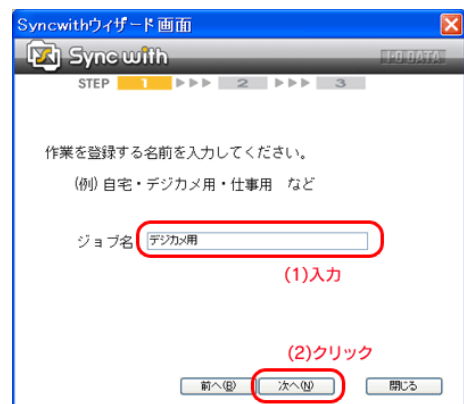 Syncwithウィザード画面
Sync with
I-O DATA
STEP 1 ▶▶▶ 2 ▶▶▶ 3
作業を登録する名前を入力してください。
(例) 自宅・デジカメ用・仕事用 など
ジョブ名 デジカメ用
(1)入力
(2)クリック
前へ(B) 次へ(N) 閉じる